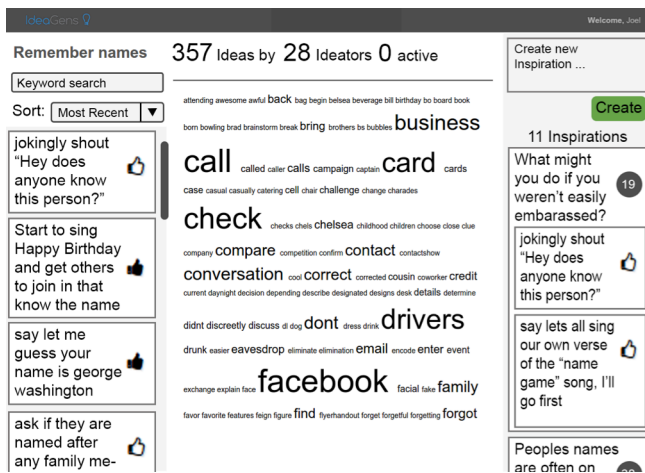 IdeaGens
Welcome, Joel
Remember names
Keyword search
Sort: Most Recent
jokingly shout
“Hey does
anyone know
this person?”
Start to sing
Happy Birthday
and get others
to join in that
know the name
say let me
guess your
name is george
washington
ask if they are
named after
any family me-
357 Ideas by 28 Ideators 0 active
attending awesome awful back bag begin belsea beverage bill birthday bo board book
born bowling brad brainstorm break bring brothers bs bubbles business
call called caller calls campaign captain card cards
case casual casually catering cell chair challenge change charades
check checks chels chelsea childhood children choose close clue
company compare competition confirm contact contactshow
conversation cool correct corrected cousin coworker credit
current daynight decision depending describe designated designs desk details determine
didnt discreetly discuss dl dog dont dress drink drivers
drunk easier eavesdrop eliminate elimination email encode enter event
exchange explain face facebook facial fake family
favor favorite features feign figure find flyerhandout forget forgetful forgetting forgot
Create new
Inspiration ...
Create
11 Inspirations
What might
you do if you
weren’t easily
embarassed?
19
jokingly shout
“Hey does
anyone know
this person?”
say lets all sing
our own verse
of the “name
game” song, I’ll
go first
Peoples names
are often on